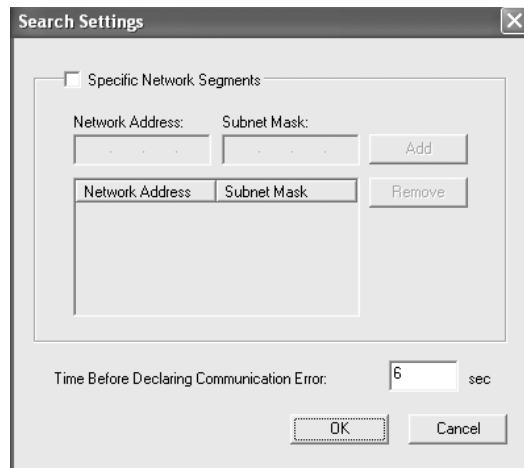 Search Settings
Specific Network Segments
Network Address: Subnet Mask:
Add
Network Address Subnet Mask
Remove
Time Before Declaring Communication Error: 6 sec
OK Cancel